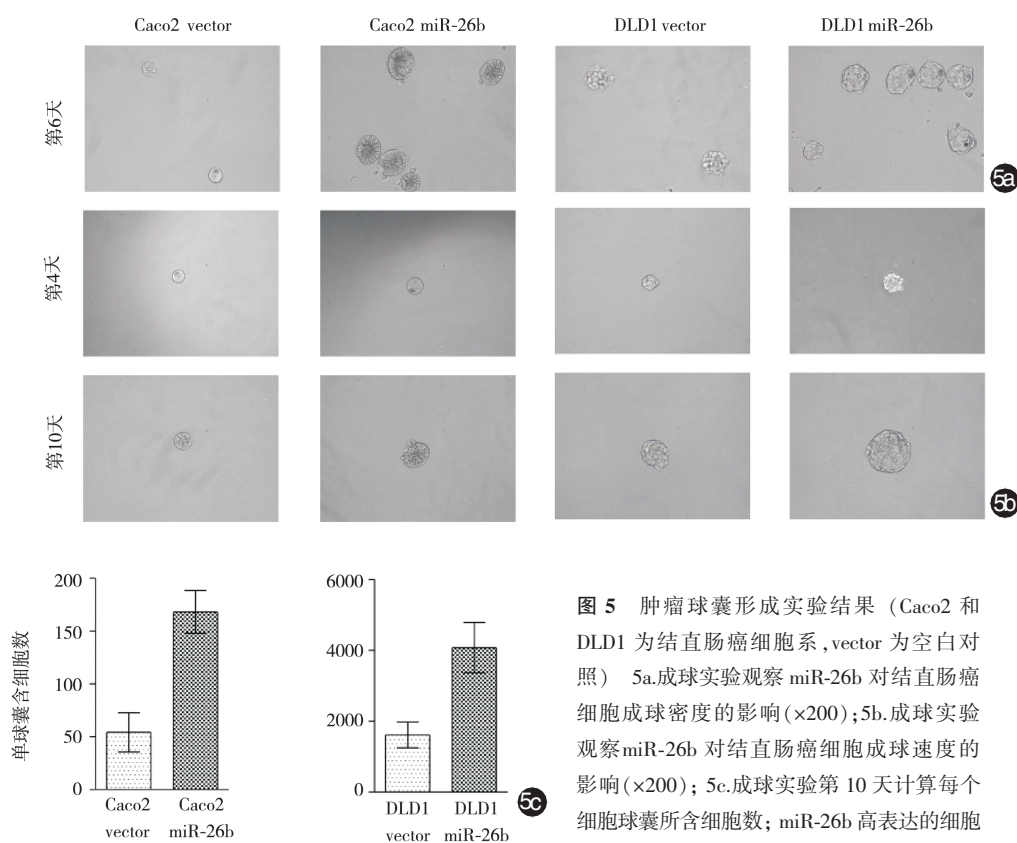 Caco2 vector
Caco2 miR-26b
DLD1 vector
DLD1 miR-26b
第6天
5a
第4天
第10天
5b
单球囊含细胞数
200
150
100
50
0
Caco2
vector
Caco2
miR-26b
6000
4000
2000
0
DLD1
vector
DLD1
miR-26b
5c
图 5 肿瘤球囊形成实验结果 (Caco2 和
DLD1 为结直肠癌细胞系,vector 为空白对
照) 5a.成球实验观察 miR-26b 对结直肠癌
细胞成球密度的影响(×200);5b.成球实验
观察miR-26b 对结直肠癌细胞成球速度的
影响(×200); 5c.成球实验第 10 天计算每个
细胞球囊所含细胞数; miR-26b 高表达的细胞